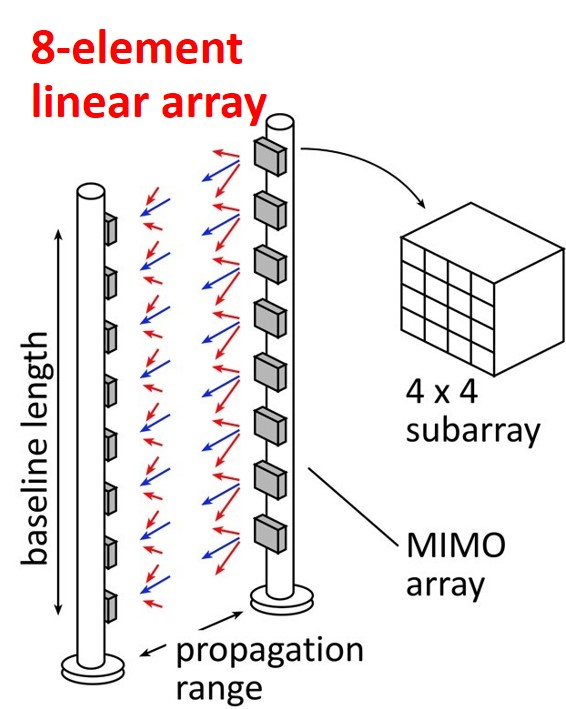 8-element
linear array
baseline length
4 x 4
subarray
MIMO
array
propagation
range